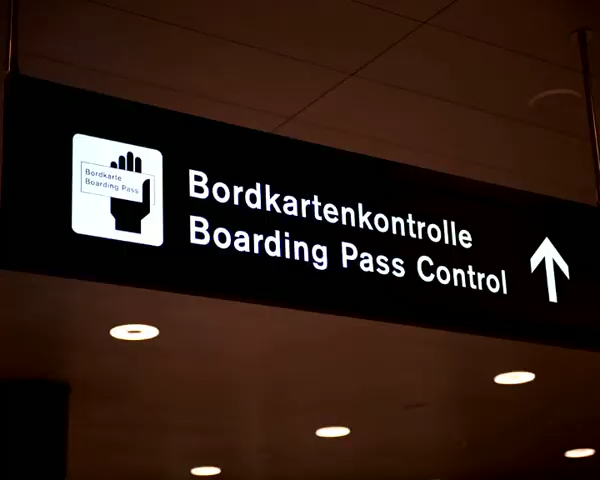 Bordkarte
Boarding Pass
Bordkartenkontrolle
Boarding Pass Control